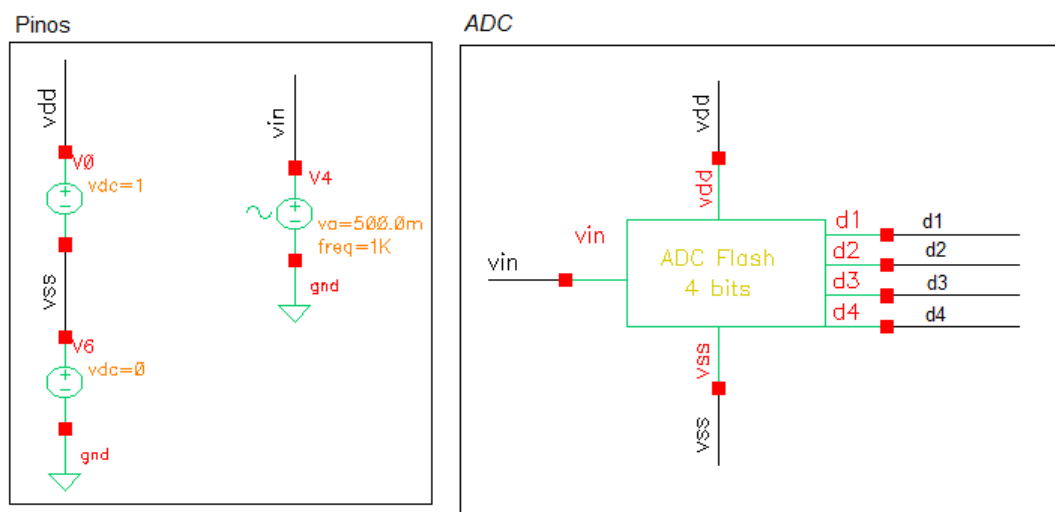 Pinos
vdd
V0
vdc=1
vss
V6
vdc=0
gnd
vin
V4
va=500.0m
freq=1K
gnd
ADC
vdd
vdd
vin
vin
ADC Flash
4 bits
d1
d1
d2
d2
d3
d3
d4
d4
vss
vss